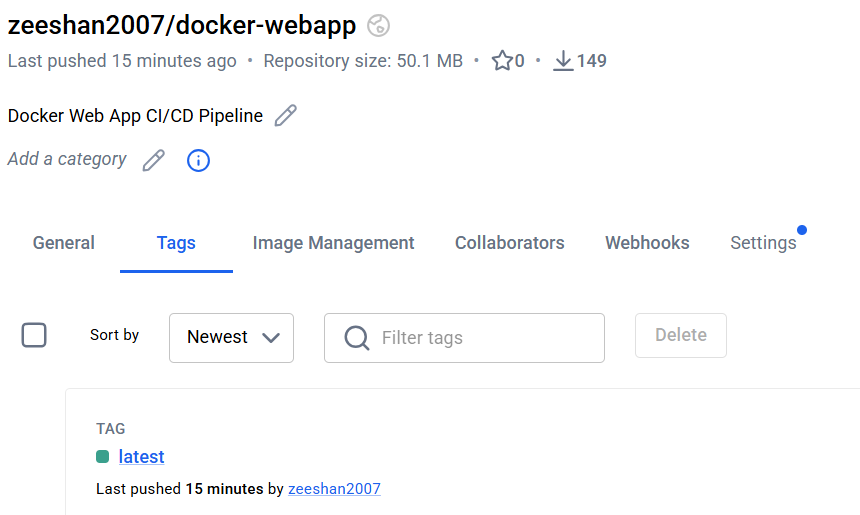 zeeshan2007/docker-webapp
Last pushed 15 minutes ago • Repository size: 50.1 MB • 0 • 149
Docker Web App CI/CD Pipeline
Add a category
General Tags Image Management Collaborators Webhooks Settings
Sort by Newest Filter tags Delete
TAG
latest
Last pushed 15 minutes by zeeshan2007